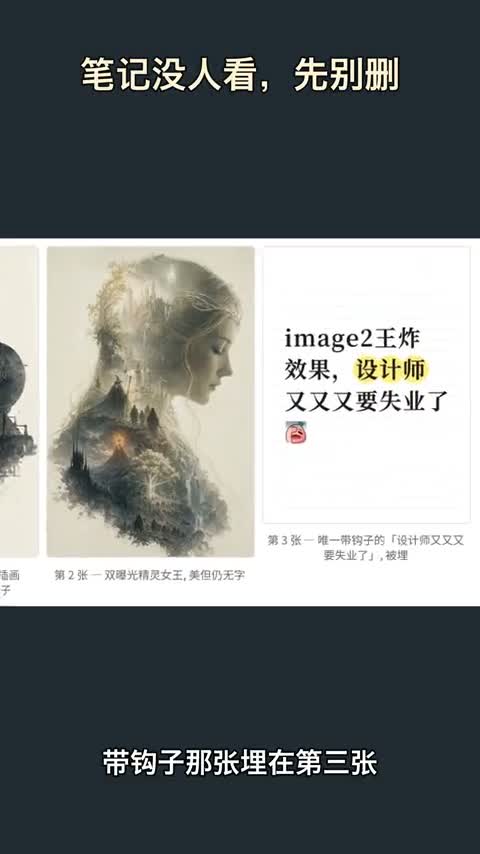 笔记没人看，先别删
image2王炸
效果，设计师
又又又要失业了
插画
子
第 2 张 — 双曝光精灵女王, 美但仍无字
第 3 张 — 唯一带钩子的「设计师又又又
要失业了」, 被埋
带钩子那张埋在第三张